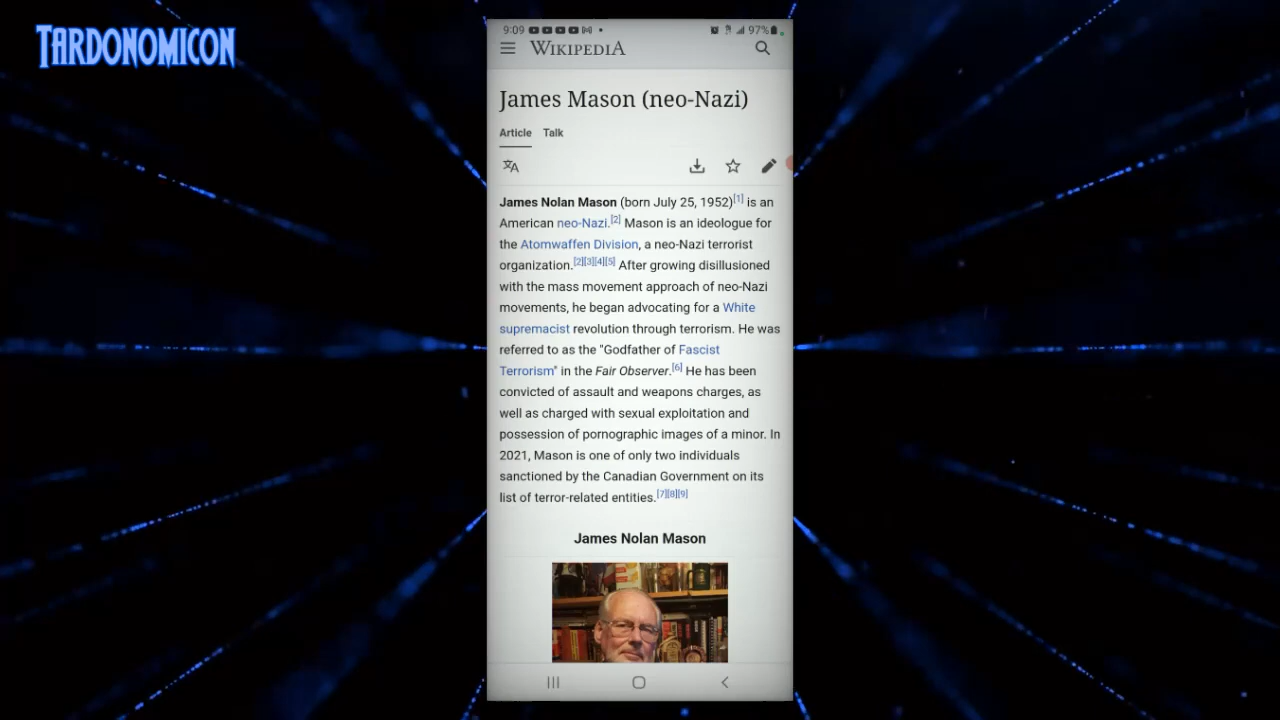 TARDONOMICON
9:09
97%
WIKIPEDIA
James Mason (neo-Nazi)
Article Talk
James Nolan Mason (born July 25, 1952)[1] is an
American neo-Nazi.[2] Mason is an ideologue for
the Atomwaffen Division, a neo-Nazi terrorist
organization.[2][3][4][5] After growing disillusioned
with the mass movement approach of neo-Nazi
movements, he began advocating for a White
supremacist revolution through terrorism. He was
referred to as the "Godfather of Fascist
Terrorism" in the Fair Observer.[6] He has been
convicted of assault and weapons charges, as
well as charged with sexual exploitation and
possession of pornographic images of a minor. In
2021, Mason is one of only two individuals
sanctioned by the Canadian Government on its
list of terror-related entities.[7][8][9]
James Nolan Mason